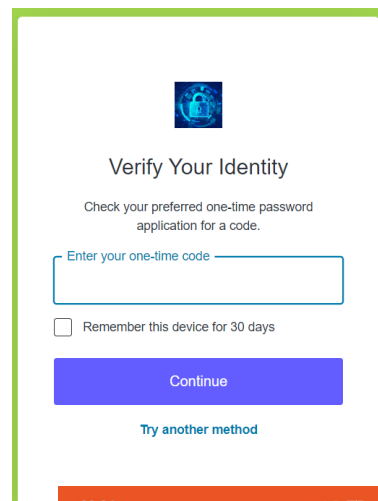 Verify Your Identity
Check your preferred one-time password
application for a code.
Enter your one-time code
Remember this device for 30 days
Continue
Try another method